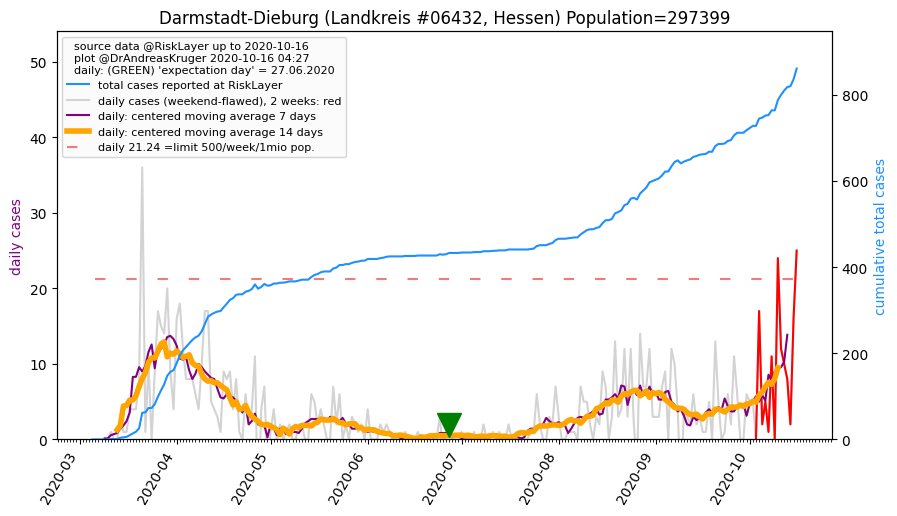 Darmstadt-Dieburg (Landkreis #06432, Hessen) Population=297399
source data @RiskLayer up to 2020-10-16
plot @DrAndreasKruger 2020-10-16 04:27
daily: (GREEN) 'expectation day' = 27.06.2020
total cases reported at RiskLayer
daily cases (weekend-flawed), 2 weeks: red
daily: centered moving average 7 days
daily: centered moving average 14 days
daily 21.24 =limit 500/week/1mio pop.
daily cases
50
40
30
20
10
0
cumulative total cases
800
600
400
200
0
2020-03
2020-04
2020-05
2020-06
2020-07
2020-08
2020-09
2020-10